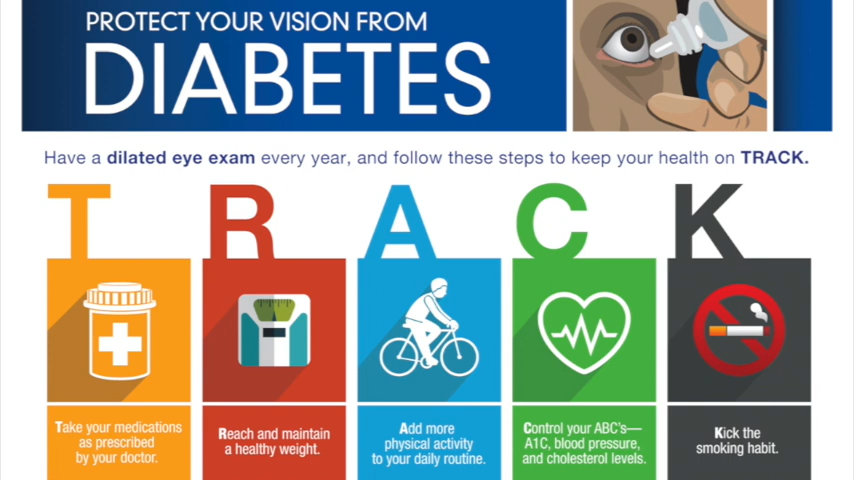 PROTECT YOUR VISION FROM
DIABETES
Have a dilated eye exam every year, and follow these steps to keep your health on TRACK.
T R A C K
Take your medications
as prescribed
by your doctor.
Reach and maintain
a healthy weight.
Add more
physical activity
to your daily routine.
Control your ABC's—
A1C, blood pressure,
and cholesterol levels.
Kick the
smoking habit.